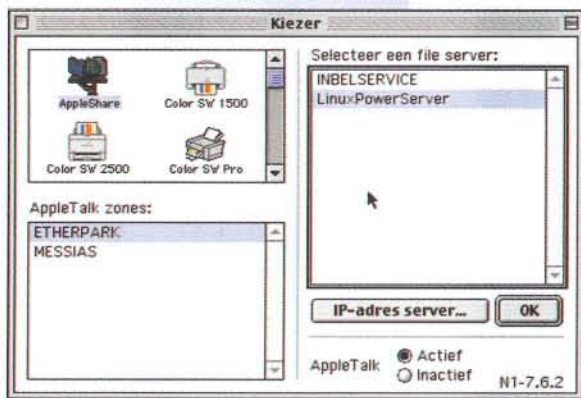 Kiezer
AppleShare
Color SW 1500
Color SW 2500
Color SW Pro
AppleTalk zones:
ETHERPARK
MESSIAS
Selecteer een file server:
INBELSERVICE
LinuxPowerServer
IP-adres server...
OK
AppleTalk
Actief
Inactief
N1-7.6.2